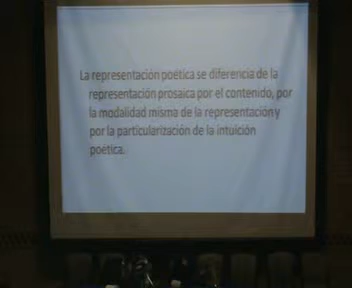 La representación poética se diferencia de la
representación prosaica por el contenido, por
la modalidad misma de la representación y
por la particularización de la intuición
poética.